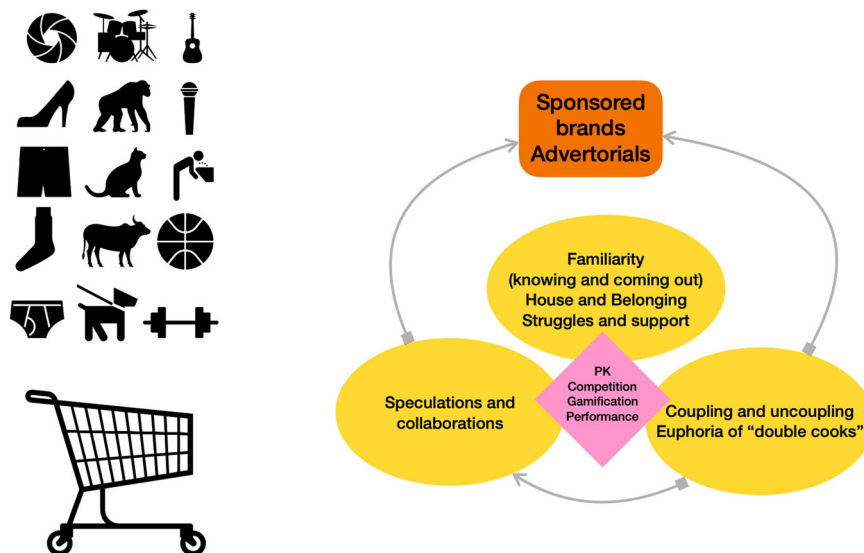 Sponsored
brands
Advertorials
Familiarity
(knowing and coming out)
House and Belonging
Struggles and support
PK
Competition
Gamification
Performance
Speculations and
collaborations
Coupling and uncoupling
Euphoria of “double cooks”